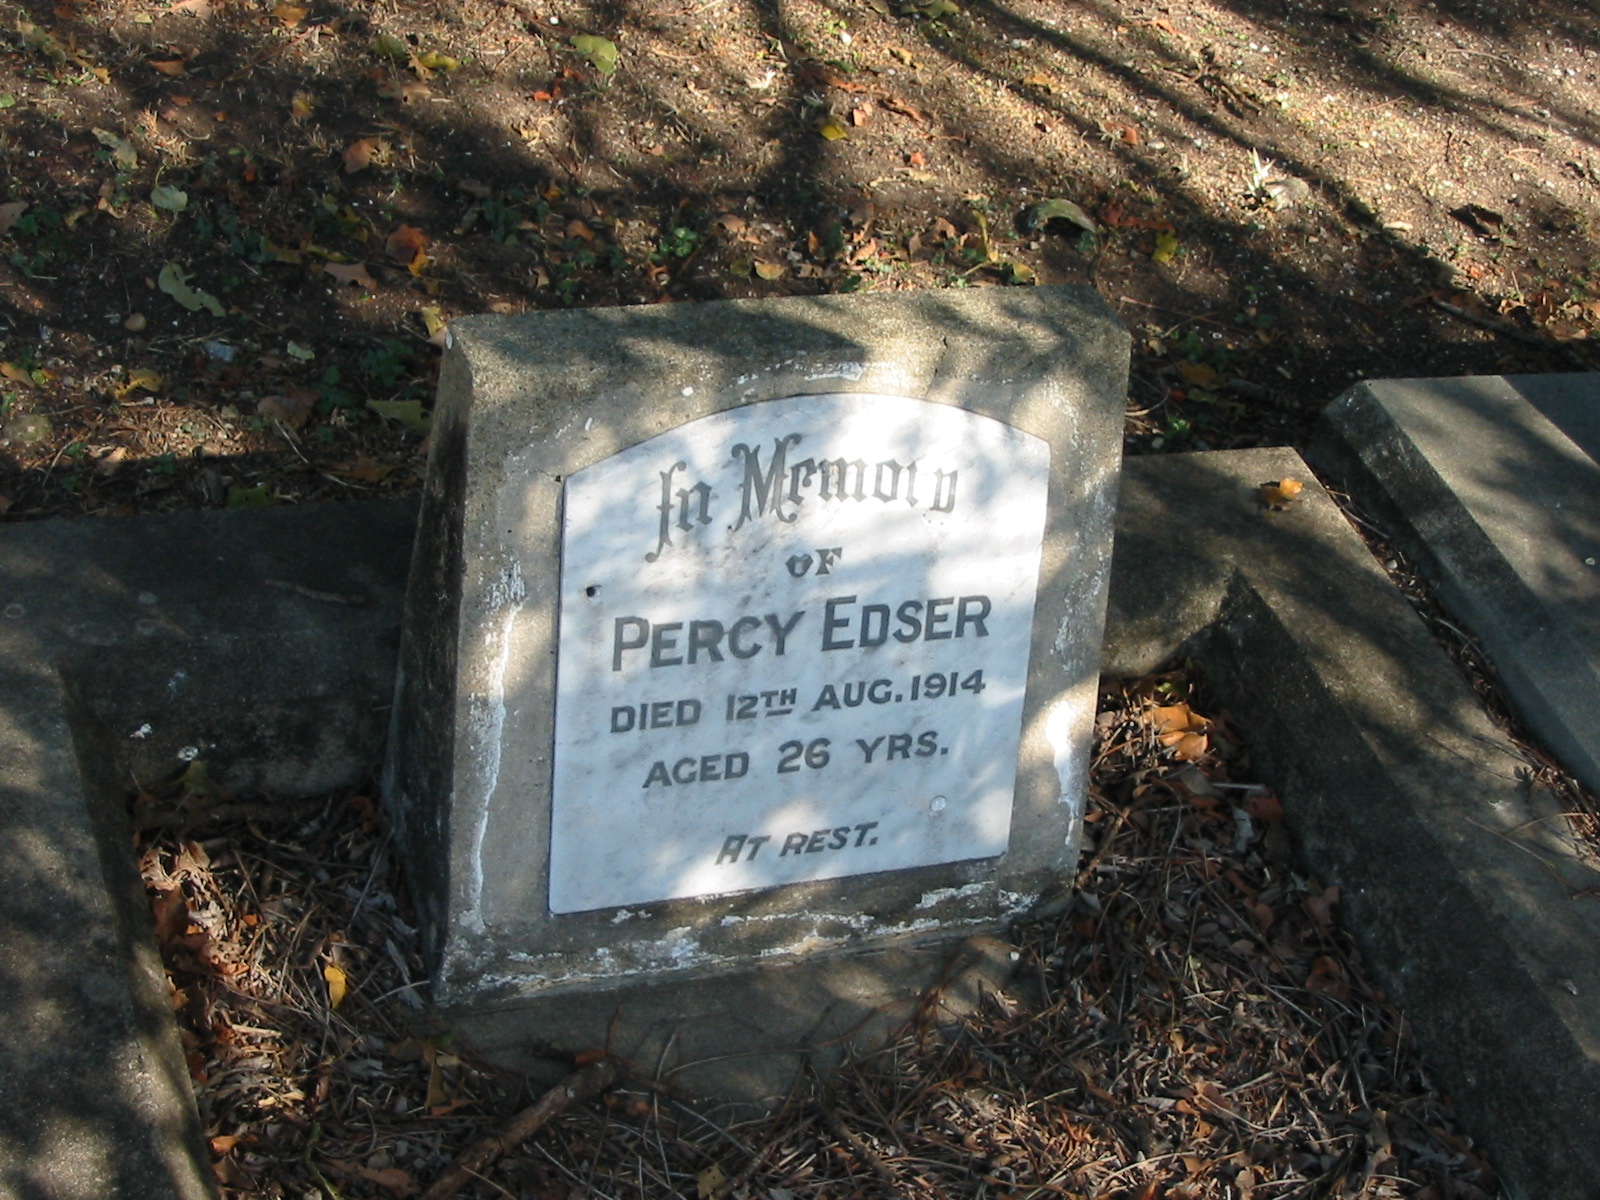 In Memory
OF
PERCY EDSER
DIED 12TH AUG. 1914
AGED 26 YRS.
AT REST.